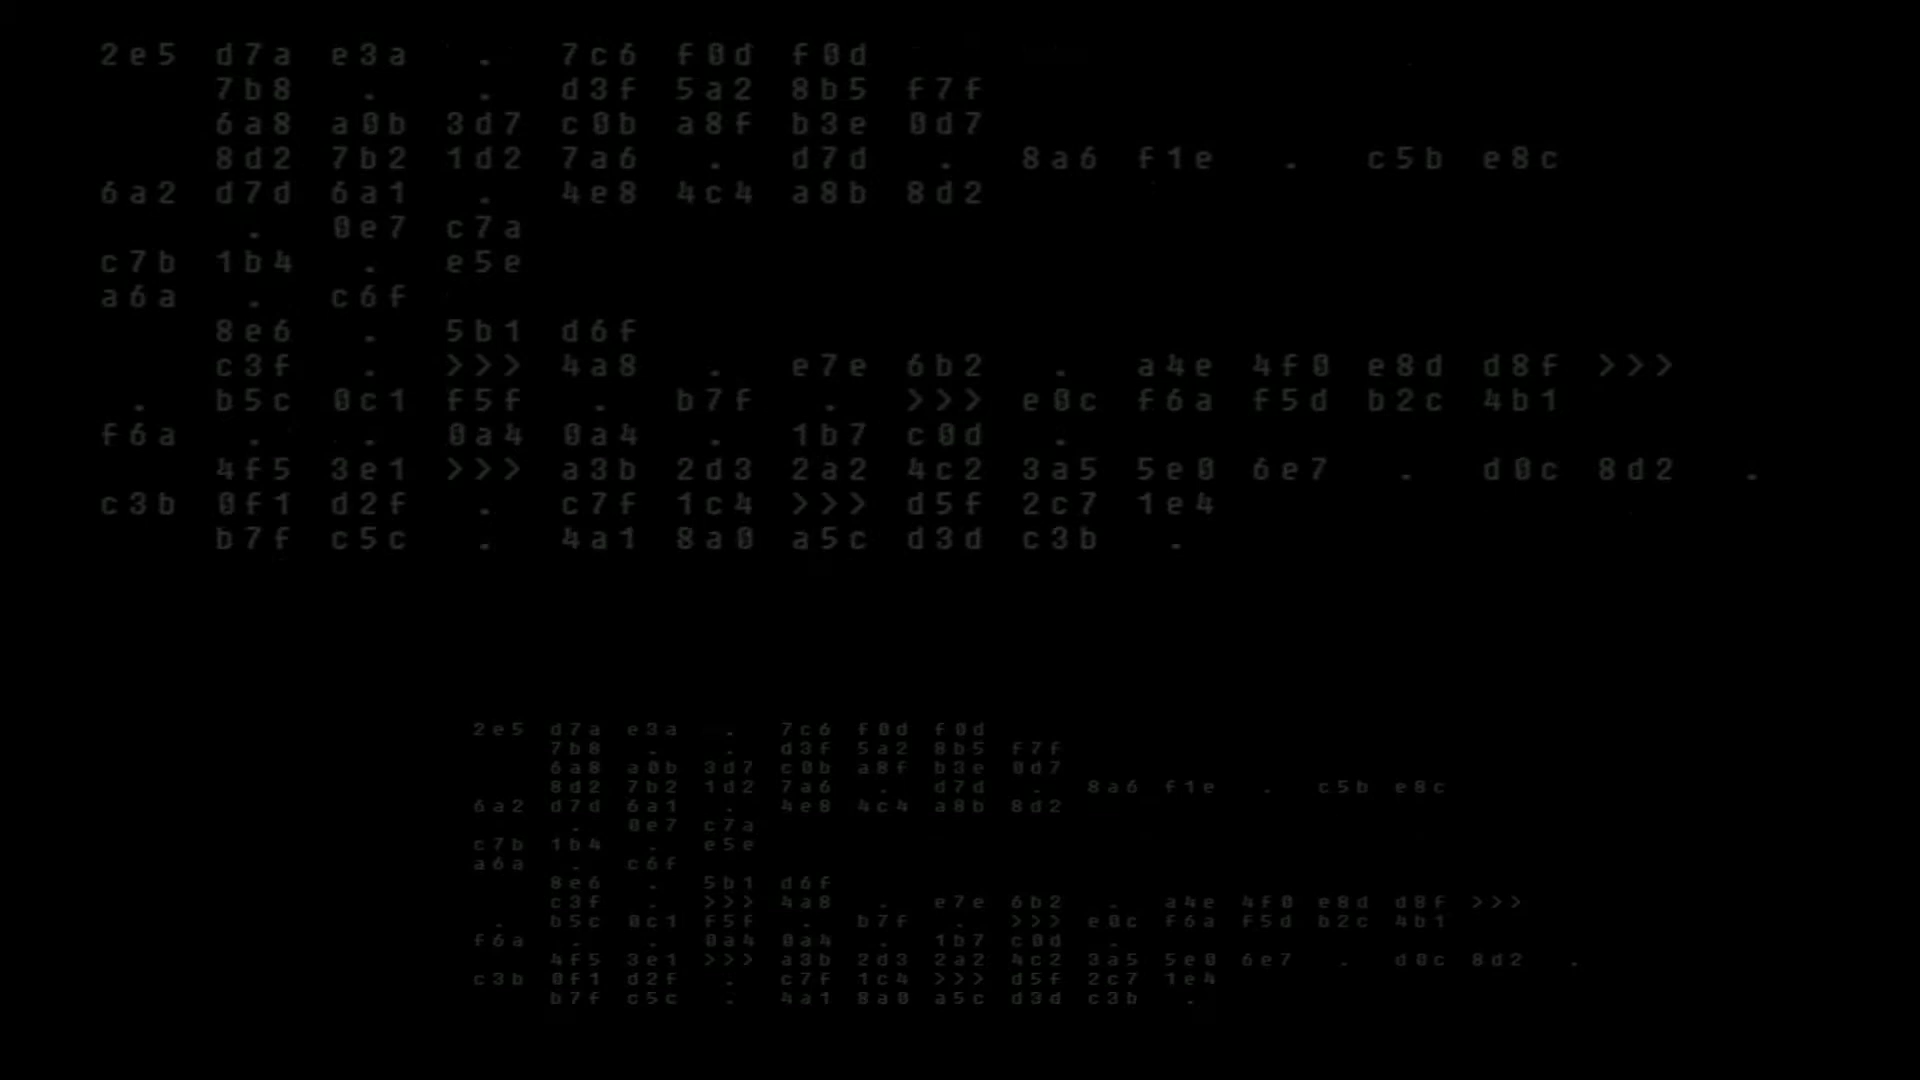 2e5 d7a e3a . 7c6 f0d f0d
7b8 . . d3f 5a2 8b5 f7f
6a8 a0b 3d7 c0b a8f b3e 0d7
8d2 7b2 1d2 7a6 . d7d . 8a6 f1e . c5b e8c
6a2 d7d 6a1 . 4e8 4c4 a8b 8d2
. 0e7 c7a
c7b 1b4 . e5e
a6a . c6f
8e6 . 5b1 d6f
c3f . >>> 4a8 . e7e 6b2 . a4e 4f0 e8d d8f >>>
. b5c 0c1 f5f . b7f . >>> e0c f6a f5d b2c 4b1
f6a . . 0a4 0a4 . 1b7 c0d .
4f5 3e1 >>> a3b 2d3 2a2 4c2 3a5 5e0 6e7 . d0c 8d2 .
c3b 0f1 d2f . c7f 1c4 >>> d5f 2c7 1e4
b7f c5c . 4a1 8a0 a5c d3d c3b .
2e5 d7a e3a . 7c6 f0d f0d
7b8 . . d3f 5a2 8b5 f7f
6a8 a0b 3d7 c0b a8f b3e 0d7
8d2 7b2 1d2 7a6 . d7d . 8a6 f1e . c5b e8c
6a2 d7d 6a1 . 4e8 4c4 a8b 8d2
. 0e7 c7a
c7b 1b4 . e5e
a6a . c6f
8e6 . 5b1 d6f
c3f . >>> 4a8 . e7e 6b2 . a4e 4f0 e8d d8f >>>
. b5c 0c1 f5f . b7f . >>> e0c f6a f5d b2c 4b1
f6a . . 0a4 0a4 . 1b7 c0d .
4f5 3e1 >>> a3b 2d3 2a2 4c2 3a5 5e0 6e7 . d0c 8d2 .
c3b 0f1 d2f . c7f 1c4 >>> d5f 2c7 1e4
b7f c5c . 4a1 8a0 a5c d3d c3b .